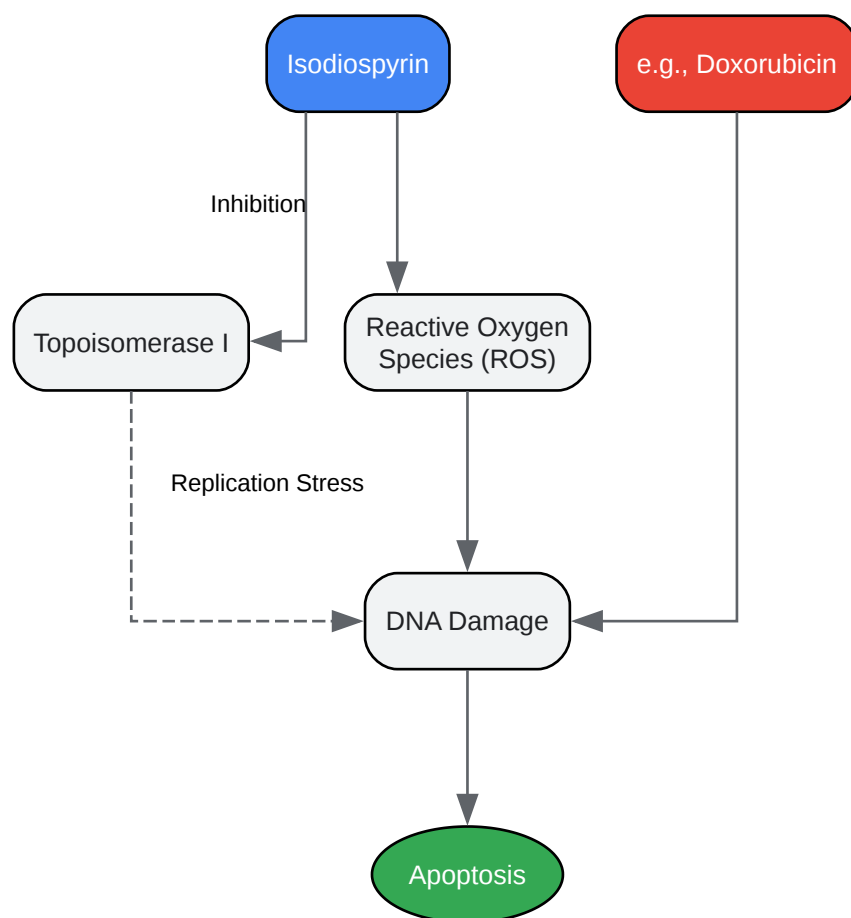 Isodiospyrin
e.g., Doxorubicin
Inhibition
Topoisomerase I
Reactive Oxygen
Species (ROS)
Replication Stress
DNA Damage
Apoptosis